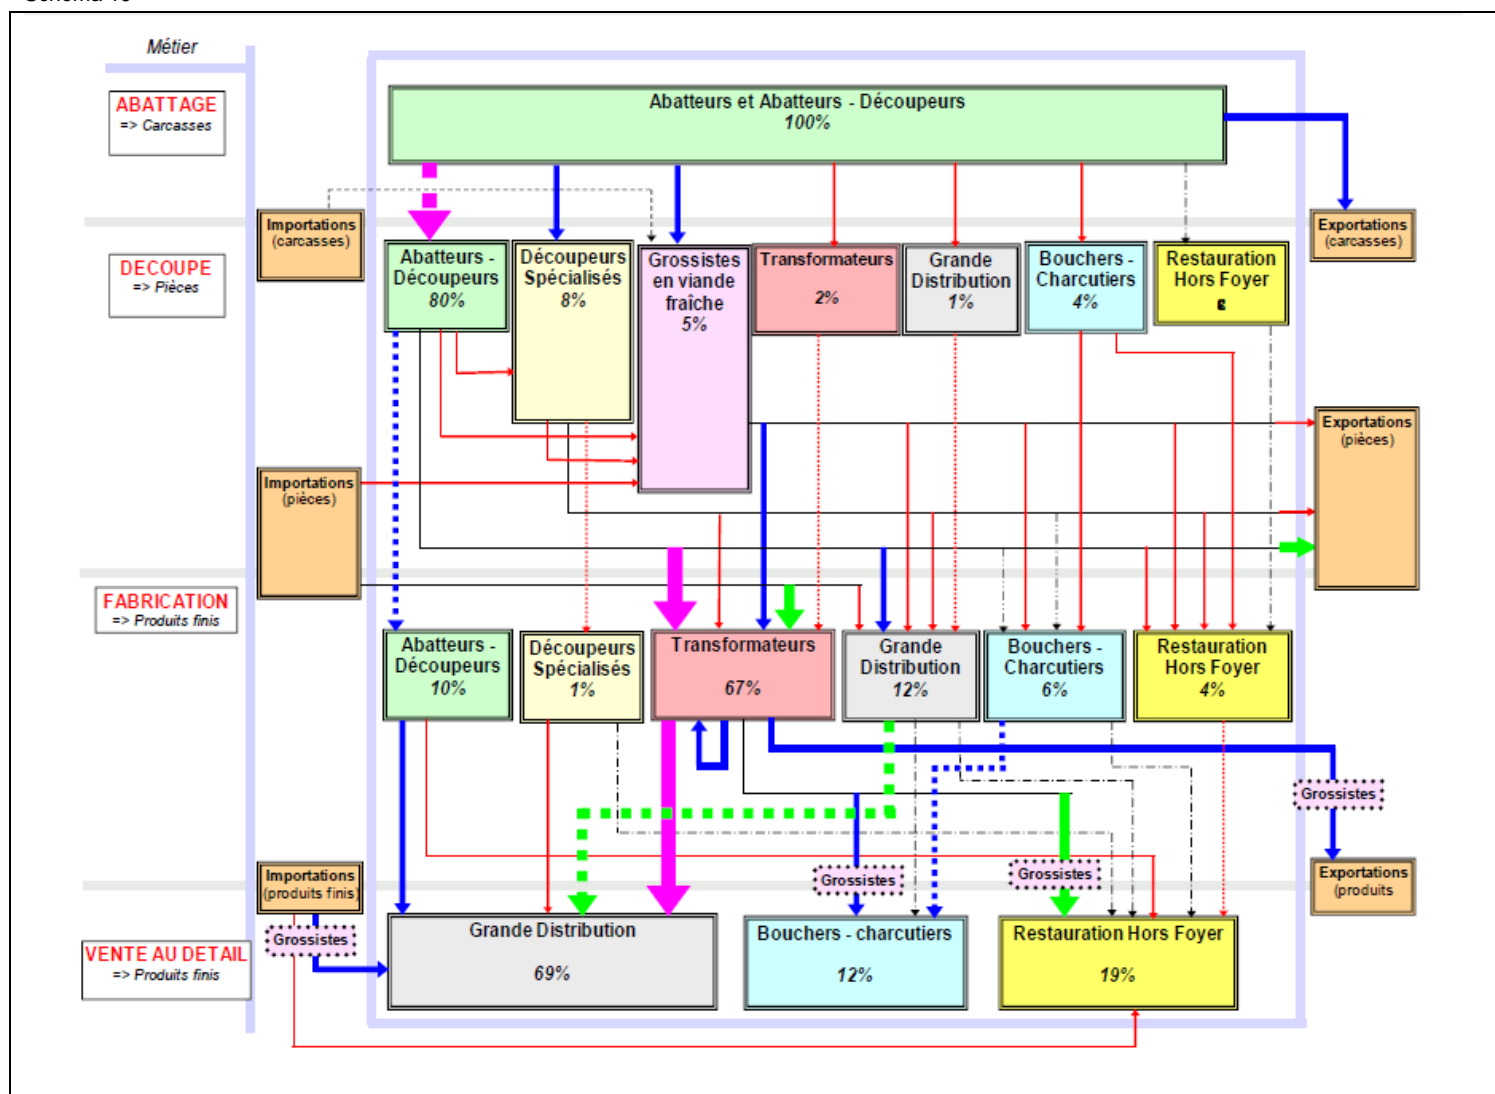 Métier
ABATTAGE
=> Carcasses
Abatteurs et Abatteurs - Découpeurs
100%
Importations
(carcasses)
Exportations
(carcasses)
DECOUPE
=> Pièces
Abatteurs -
Découpeurs
80%
Découpeurs
Spécialisés
8%
Grossistes
en viande
fraîche
5%
Transformateurs
2%
Grande
Distribution
1%
Bouchers -
Charcutiers
4%
Restauration
Hors Foyer
ε
Importations
(pièces)
Exportations
(pièces)
FABRICATION
=> Produits finis
Abatteurs -
Découpeurs
10%
Découpeurs
Spécialisés
1%
Transformateurs
67%
Grande
Distribution
12%
Bouchers -
Charcutiers
6%
Restauration
Hors Foyer
4%
Grossistes
Grossistes
Grossistes
Importations
(produits finis)
Exportations
(produits
Grossistes
VENTE AU DETAIL
=> Produits finis
Grande Distribution
69%
Bouchers - charcutiers
12%
Restauration Hors Foyer
19%